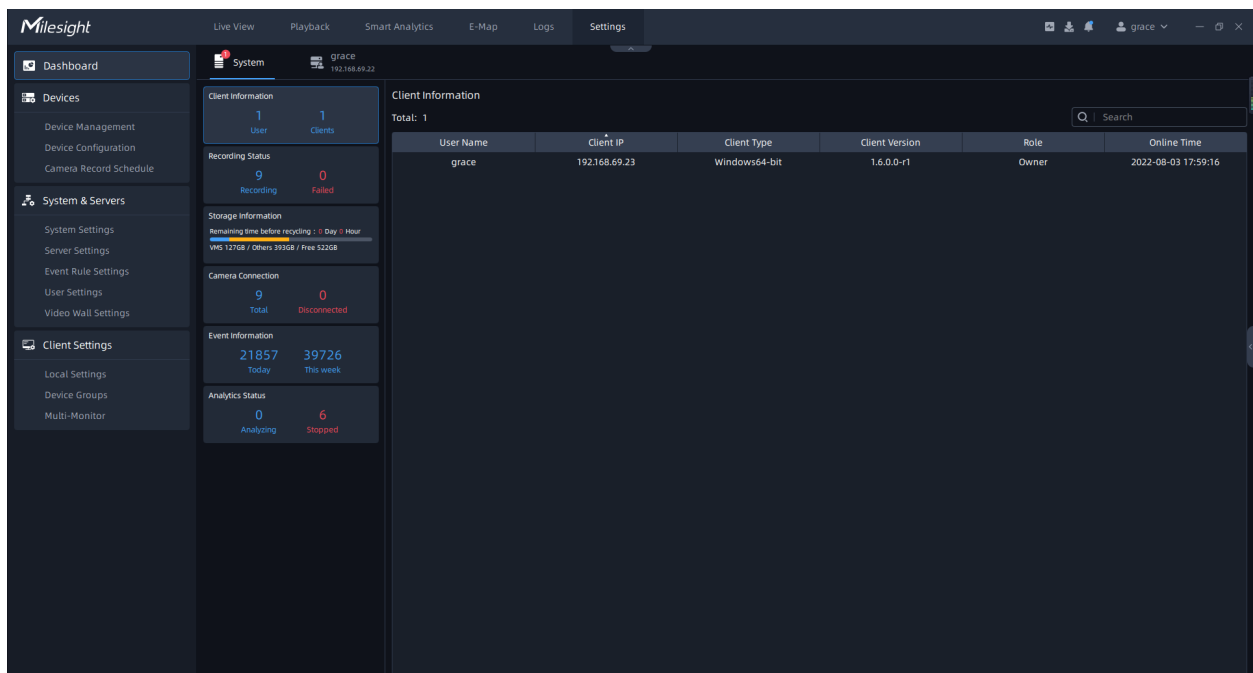 Milesight
Live View Playback Smart Analytics E-Map Logs Settings grace
Dashboard
Devices
Device Management
Device Configuration
Camera Record Schedule
System & Servers
System Settings
Server Settings
Event Rule Settings
User Settings
Video Wall Settings
Client Settings
Local Settings
Device Groups
Multi-Monitor
1
System
grace
192.168.69.22
Client Information
1 1
User Clients
Recording Status
9 0
Recording Failed
Storage Information
Remaining time before recycling : 0 Day 0 Hour
VMS 127GB / Others 393GB / Free 522GB
Camera Connection
9 0
Total Disconnected
Event Information
21857 39726
Today This week
Analytics Status
0 6
Analyzing Stopped
Client Information
Total: 1
Search
User Name Client IP Client Type Client Version Role Online Time
grace 192.168.69.23 Windows64-bit 1.6.0.0-r1 Owner 2022-08-03 17:59:16